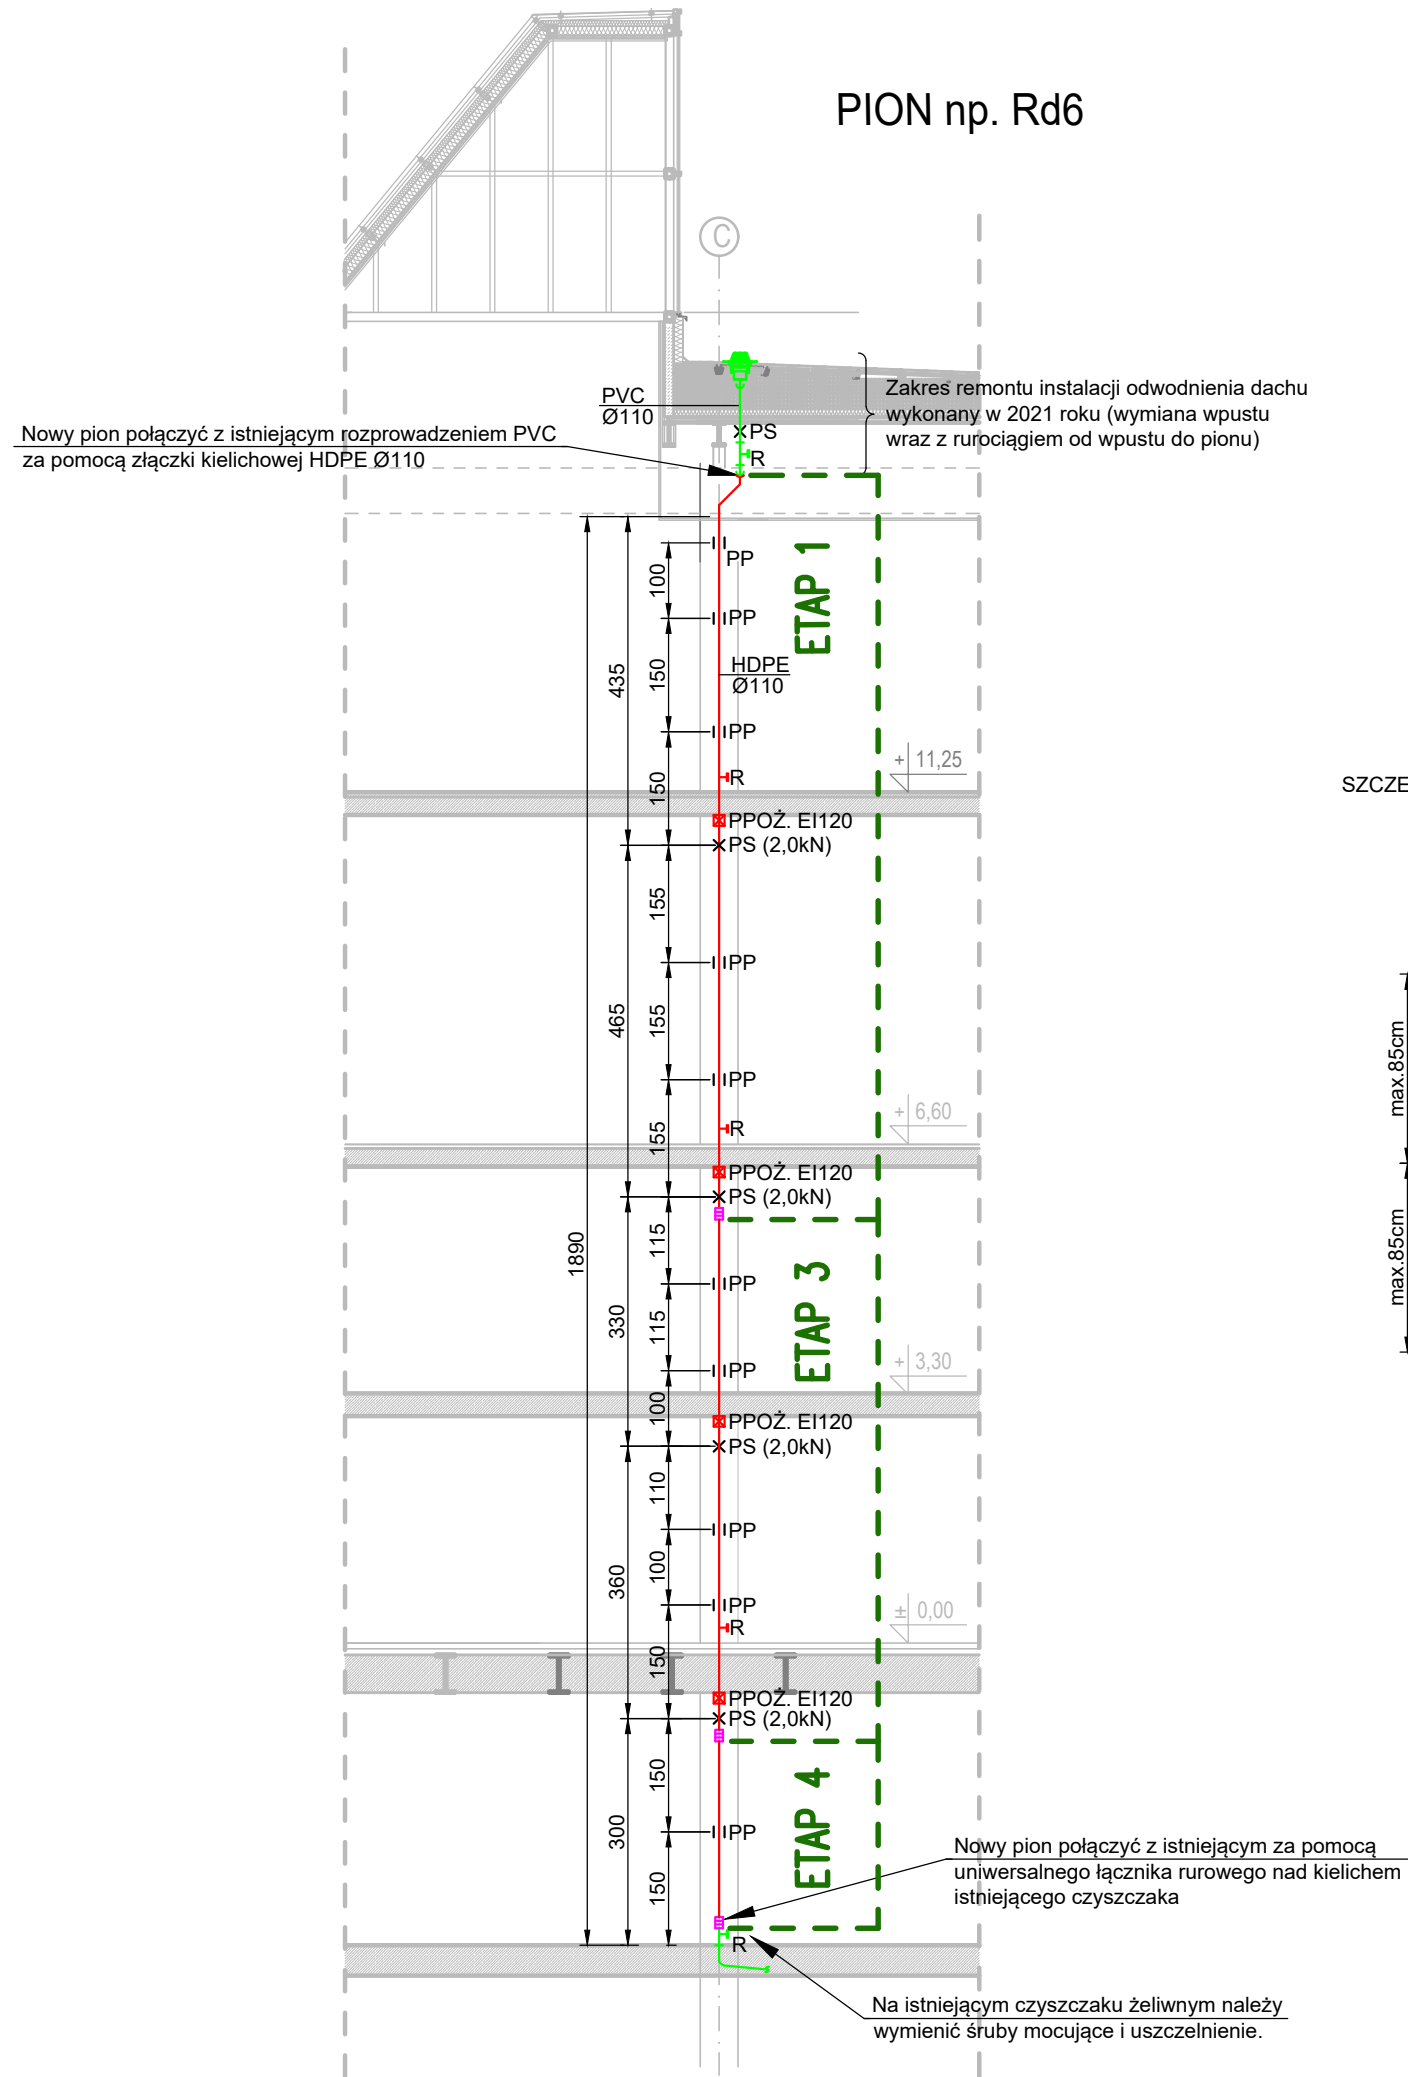 PION np. Rd6
C
PVC
Ø110
PS
R
Zakres remontu instalacji odwodnienia dachu
wykonany w 2021 roku (wymiana wpustu
wraz z rurociągiem od wpustu do pionu)
Nowy pion połączyć z istniejącym rozprowadzeniem PVC
za pomocą złączki kielichowej HDPE Ø110
ETAP 1
PP
100
PP
HDPE
Ø110
435
150
PP
+ 11,25
R
150
SZCZE
PPOŻ. EI120
PS (2,0kN)
155
PP
465
155
max.85cm
PP
+ 6,60
R
155
PPOŻ. EI120
PS (2,0kN)
1890
115
max.85cm
PP
ETAP 3
330
115
PP
+ 3,30
100
PPOŻ. EI120
PS (2,0kN)
110
PP
360
100
PP
± 0,00
R
150
PPOŻ. EI120
PS (2,0kN)
150
ETAP 4
PP
300
150
Nowy pion połączyć z istniejącym za pomocą
uniwersalnego łącznika rurowego nad kielichem
istniejącego czyszczaka
R
Na istniejącym czyszczaku żeliwnym należy
wymienić śruby mocujące i uszczelnienie.